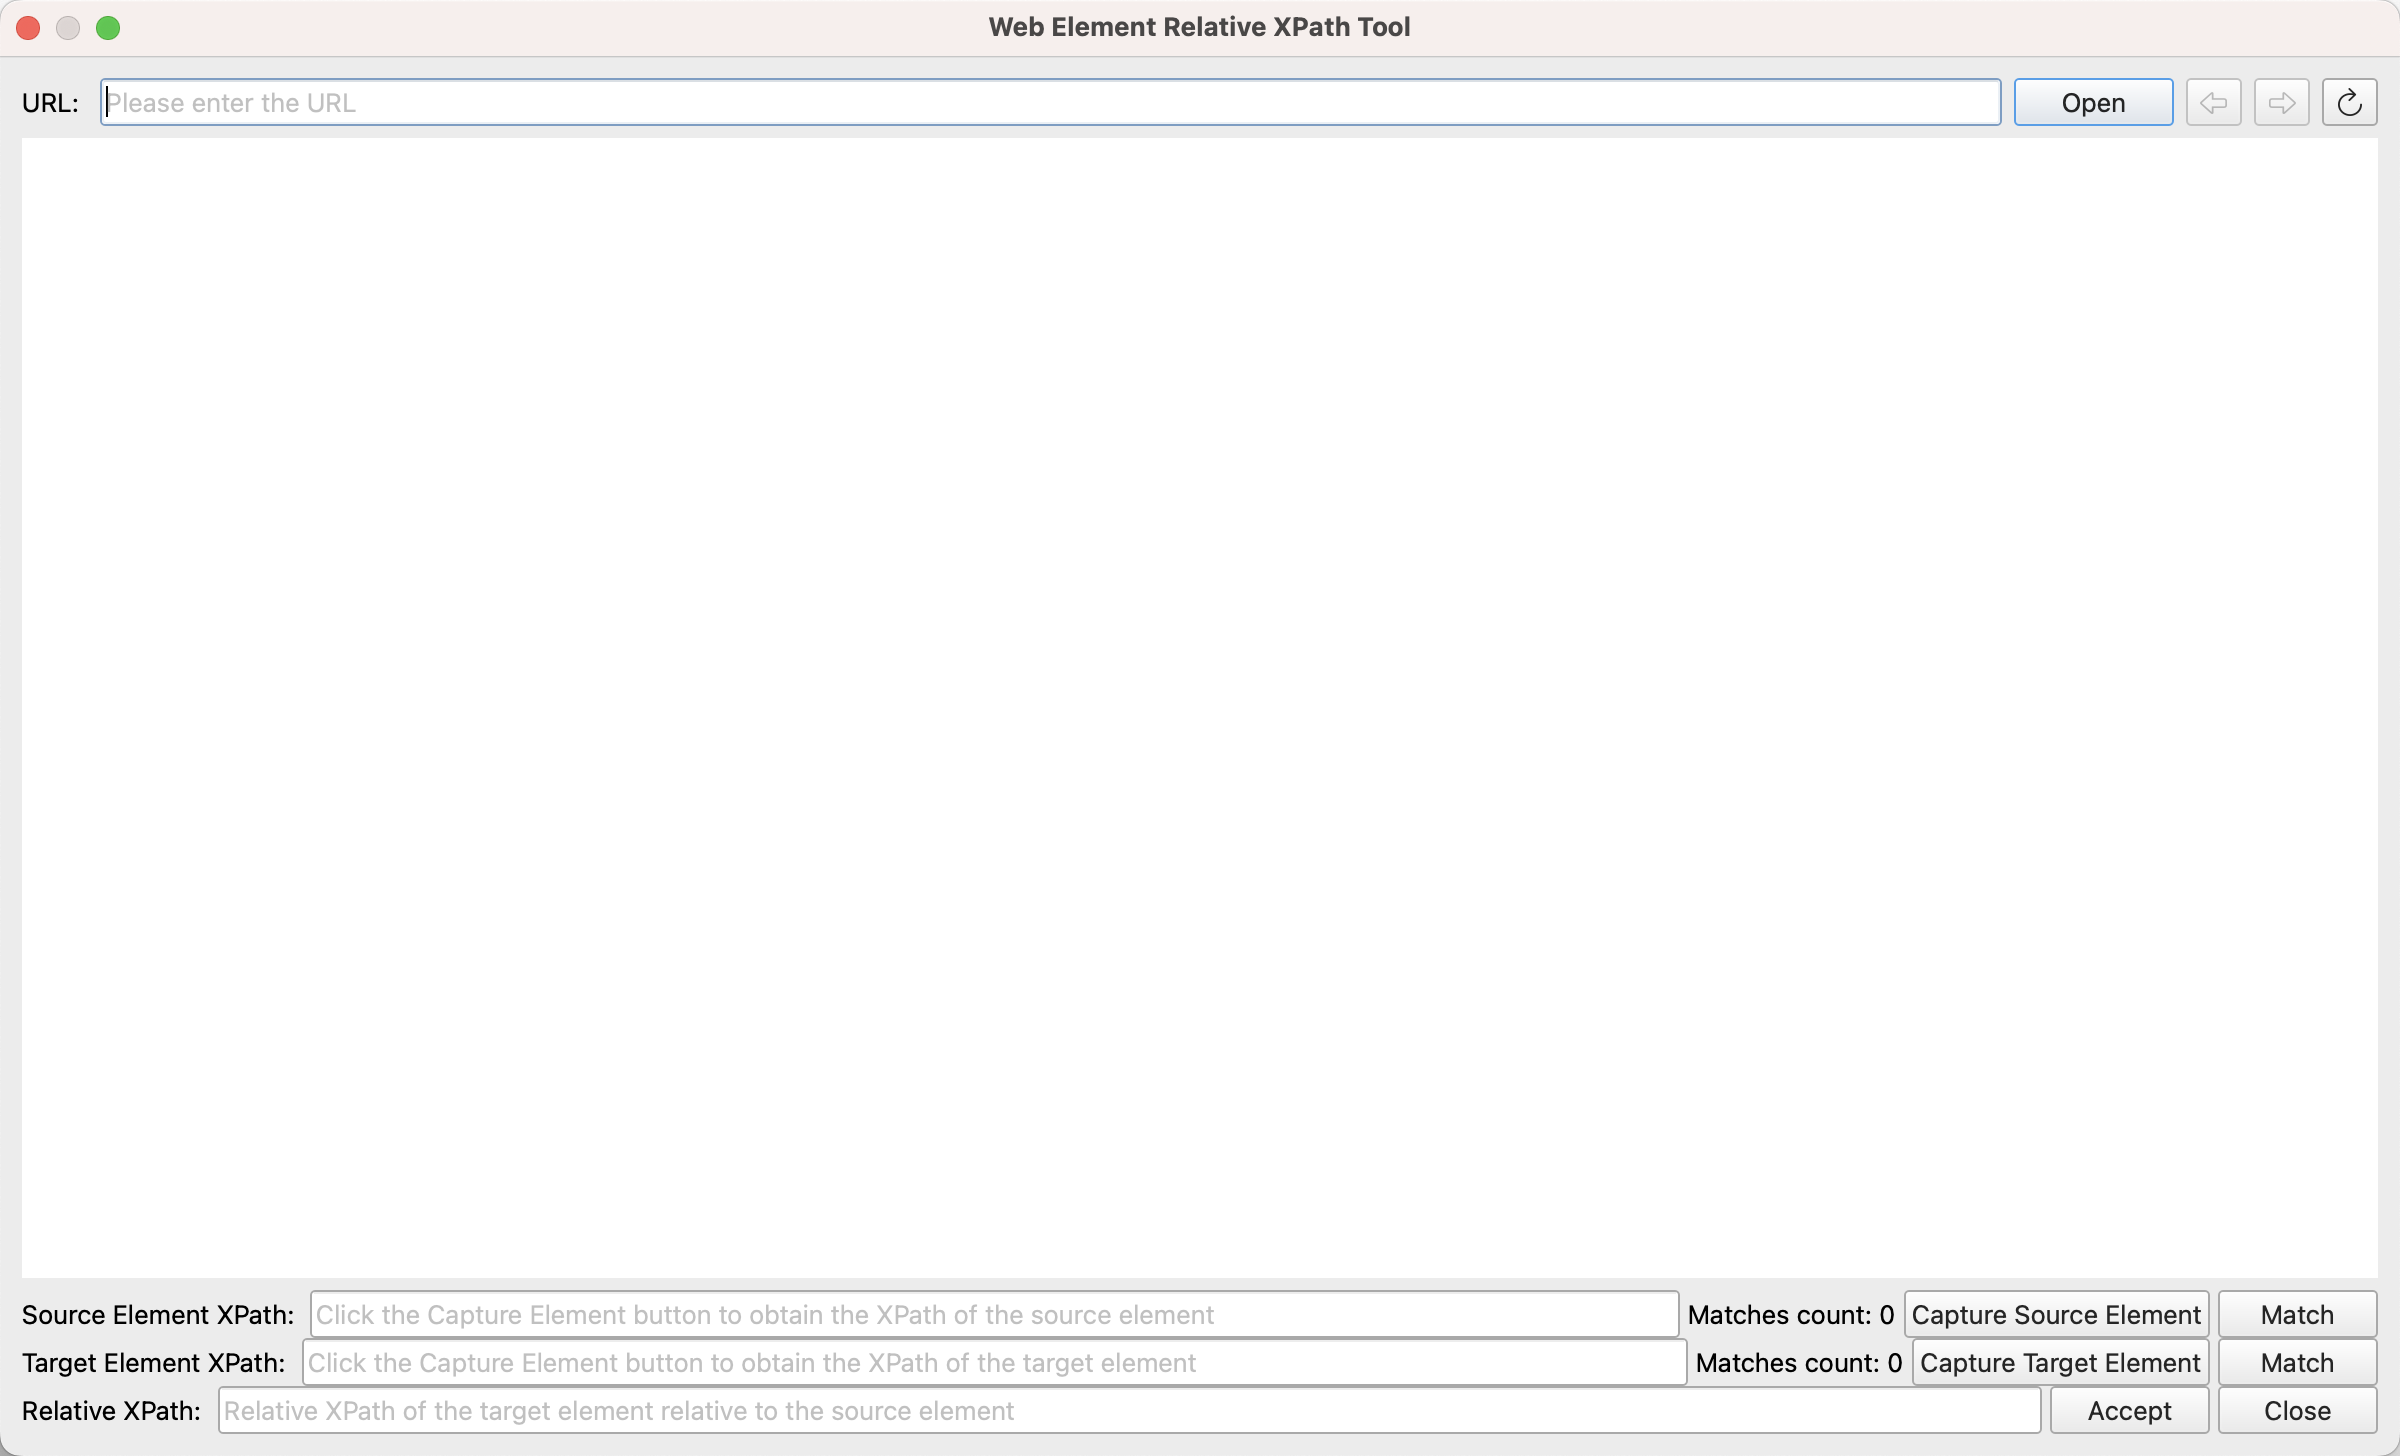 Web Element Relative XPath Tool
URL: Please enter the URL Open
Source Element XPath: Click the Capture Element button to obtain the XPath of the source element Matches count: 0 Capture Source Element Match
Target Element XPath: Click the Capture Element button to obtain the XPath of the target element Matches count: 0 Capture Target Element Match
Relative XPath: Relative XPath of the target element relative to the source element Accept Close